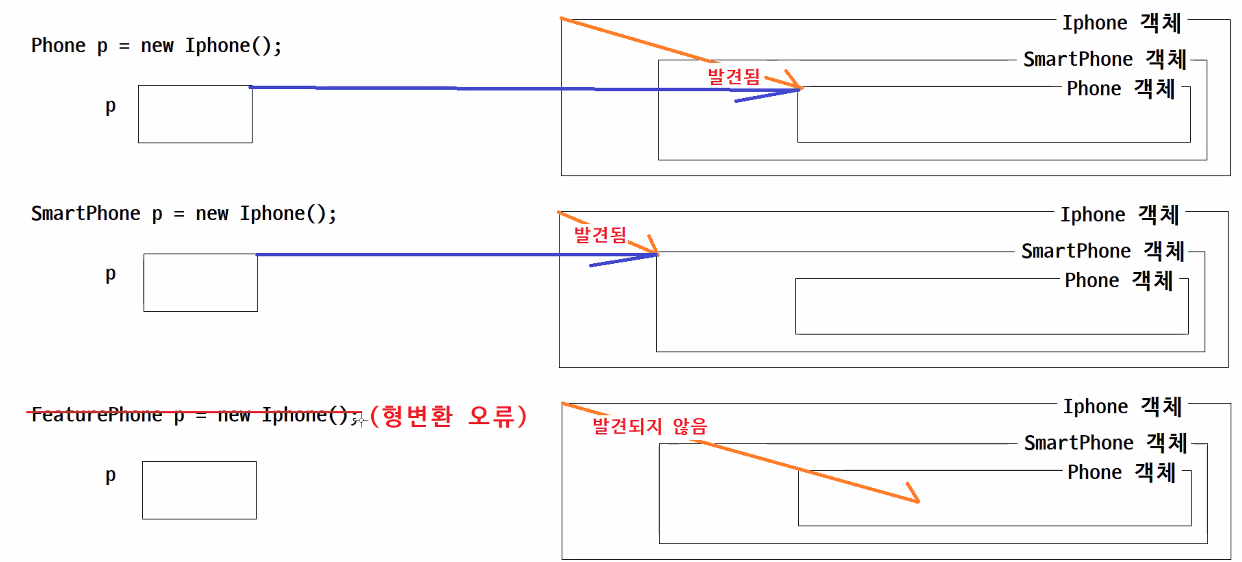 Phone p = new Iphone();
p
Iphone 객체
SmartPhone 객체
Phone 객체
발견됨
SmartPhone p = new Iphone();
p
Iphone 객체
SmartPhone 객체
Phone 객체
발견됨
FeaturePhone p = new Iphone(); (형변환 오류)
p
Iphone 객체
SmartPhone 객체
Phone 객체
발견되지 않음